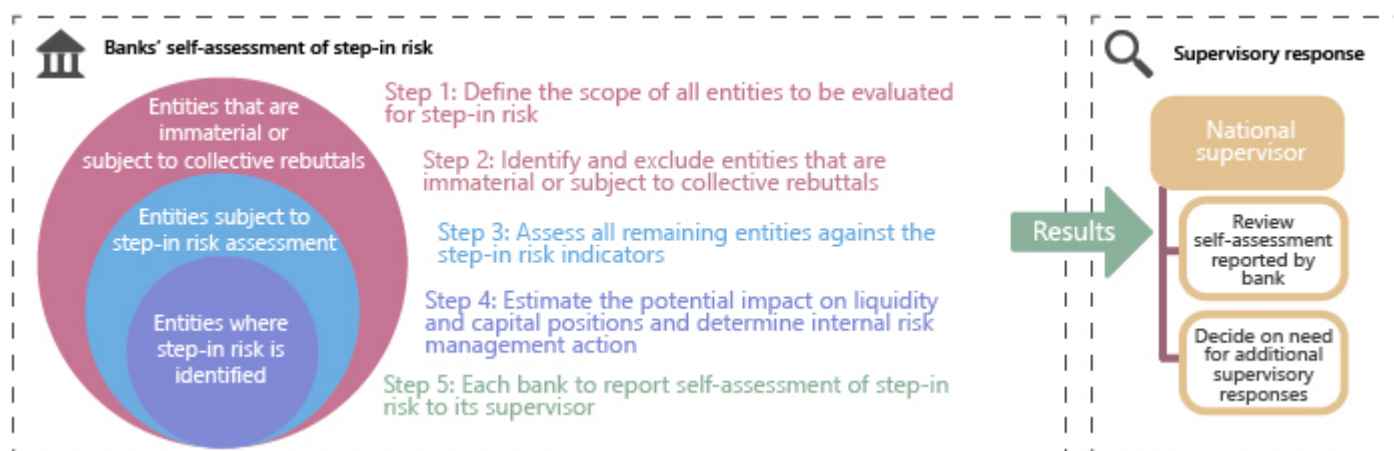 Banks' self-assessment of step-in risk
Entities that are
immaterial or
subject to collective rebuttals
Entities subject to
step-in risk assessment
Entities where
step-in risk is
identified
Step 1: Define the scope of all entities to be evaluated
for step-in risk
Step 2: Identify and exclude entities that are
immaterial or subject to collective rebuttals
Step 3: Assess all remaining entities against the
step-in risk indicators
Step 4: Estimate the potential impact on liquidity
and capital positions and determine internal risk
management action
Step 5: Each bank to report self-assessment of step-in
risk to its supervisor
Results
Supervisory response
National
supervisor
Review
self-assessment
reported by
bank
Decide on need
for additional
supervisory
responses